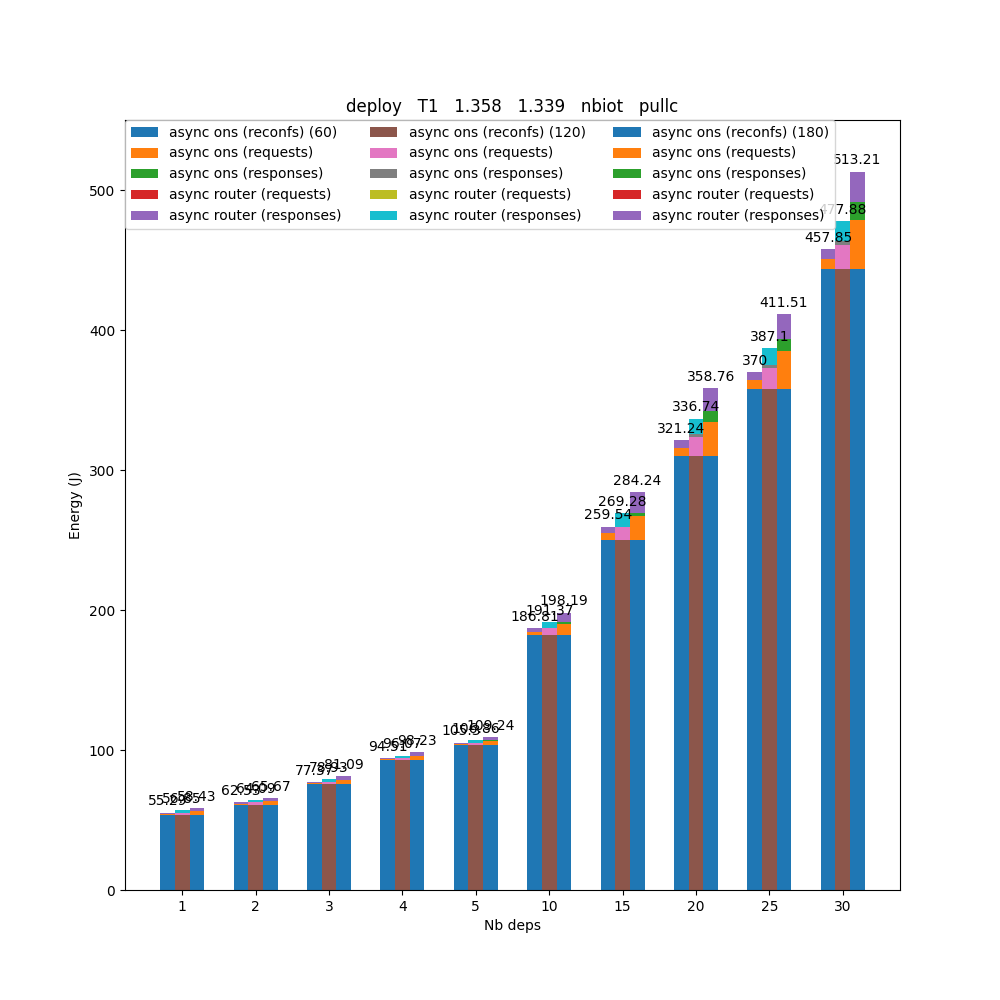 deploy T1 1.358 1.339 nbiot pullc
async ons (reconfs) (60)
async ons (requests)
async ons (responses)
async router (requests)
async router (responses)
async ons (reconfs) (120)
async ons (requests)
async ons (responses)
async router (requests)
async router (responses)
async ons (reconfs) (180)
async ons (requests)
async ons (responses)
async router (requests)
async router (responses)
Energy (J)
500
400
300
200
100
0
55.29
58.43
62.53
65.67
77.37
81.09
94.51
98.23
109.24
186.81
191.37
198.19
259.54
269.28
284.24
321.24
336.74
358.76
370
387.1
411.51
457.85
477.88
513.21
1 2 3 4 5 10 15 20 25 30
Nb deps